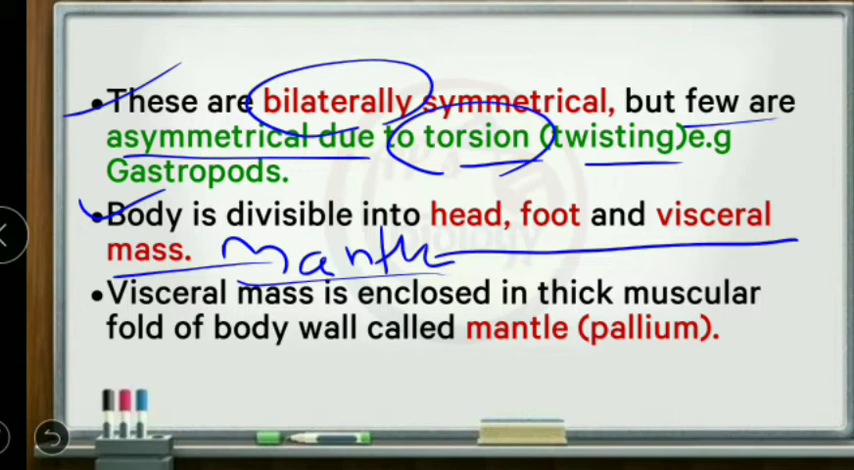 •These are bilaterally symmetrical, but few are
asymmetrical due to torsion (twisting)e.g
Gastropods.
•Body is divisible into head, foot and visceral
mass. Mantle
•Visceral mass is enclosed in thick muscular
fold of body wall called mantle (pallium).